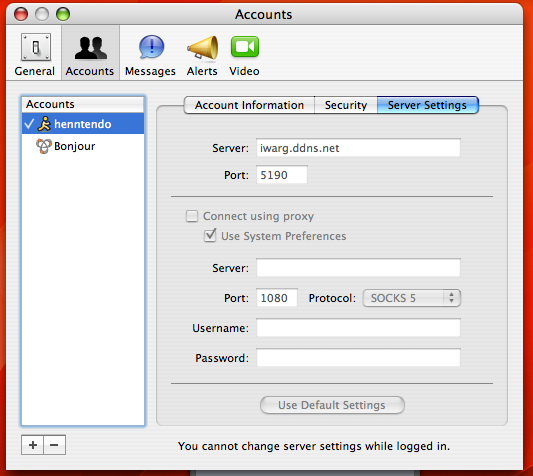 Accounts
General Accounts Messages Alerts Video
Accounts
henntendo
Bonjour
Account Information Security Server Settings
Server: iwarg.ddns.net
Port: 5190
Connect using proxy
Use System Preferences
Server:
Port: 1080 Protocol: SOCKS 5
Username:
Password:
Use Default Settings
You cannot change server settings while logged in.